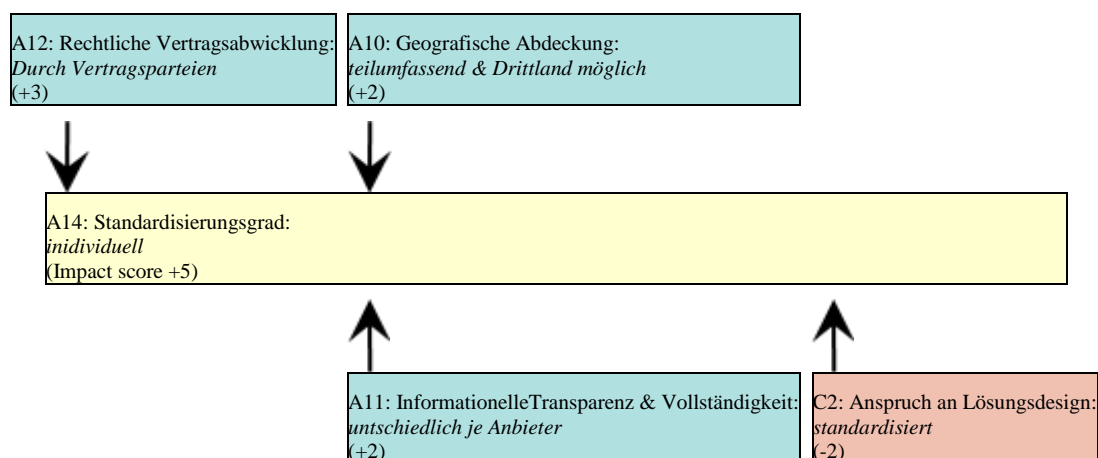 A12: Rechtliche Vertragsabwicklung:
Durch Vertragsparteien
(+3)
A10: Geografische Abdeckung:
teilumfassend & Drittland möglich
(+2)
A14: Standardisierungsgrad:
inidividuell
(Impact score +5)
A11: InformationelleTransparenz & Vollständigkeit:
untschiedlich je Anbieter
(+2)
C2: Anspruch an Lösungsdesign:
standardisiert
(-2)